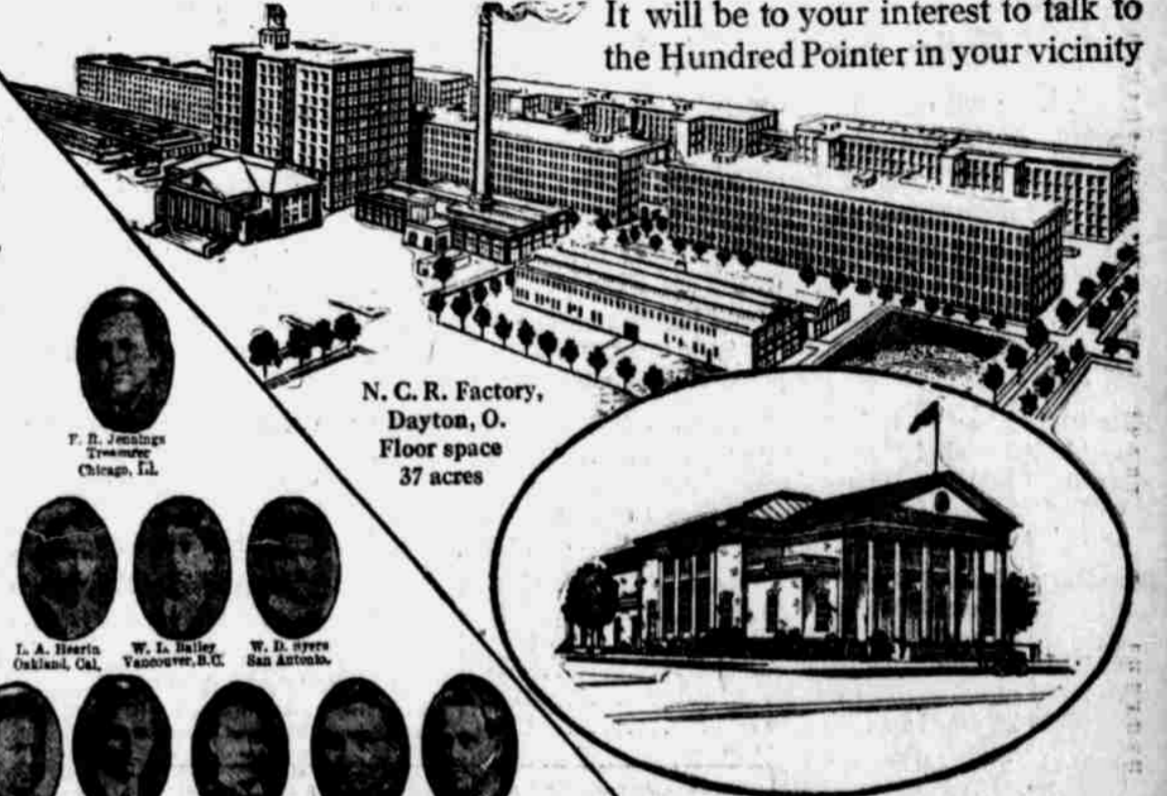 It will be to your interest to talk to
the Hundred Pointer in your vicinity
N. C. R. Factory,
Dayton, O.
Floor space
37 acres
F. R. Jennings
Treasurer
Chicago, Ill.
L. A. Hearin
Oakland, Cal.
W. L. Bailey
Vancouver, B.C.
W. D.
San Antonio.